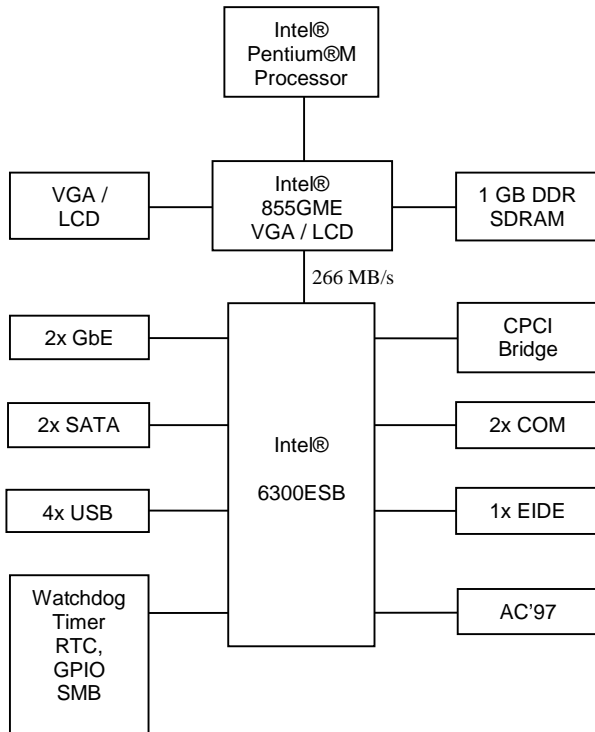 Intel®
Pentium®M
Processor
VGA /
LCD
Intel®
855GME
VGA / LCD
1 GB DDR
SDRAM
266 MB/s
2x GbE
CPCI
Bridge
2x SATA
2x COM
Intel®
6300ESB
4x USB
1x EIDE
Watchdog
Timer
RTC,
GPIO
SMB
AC’97